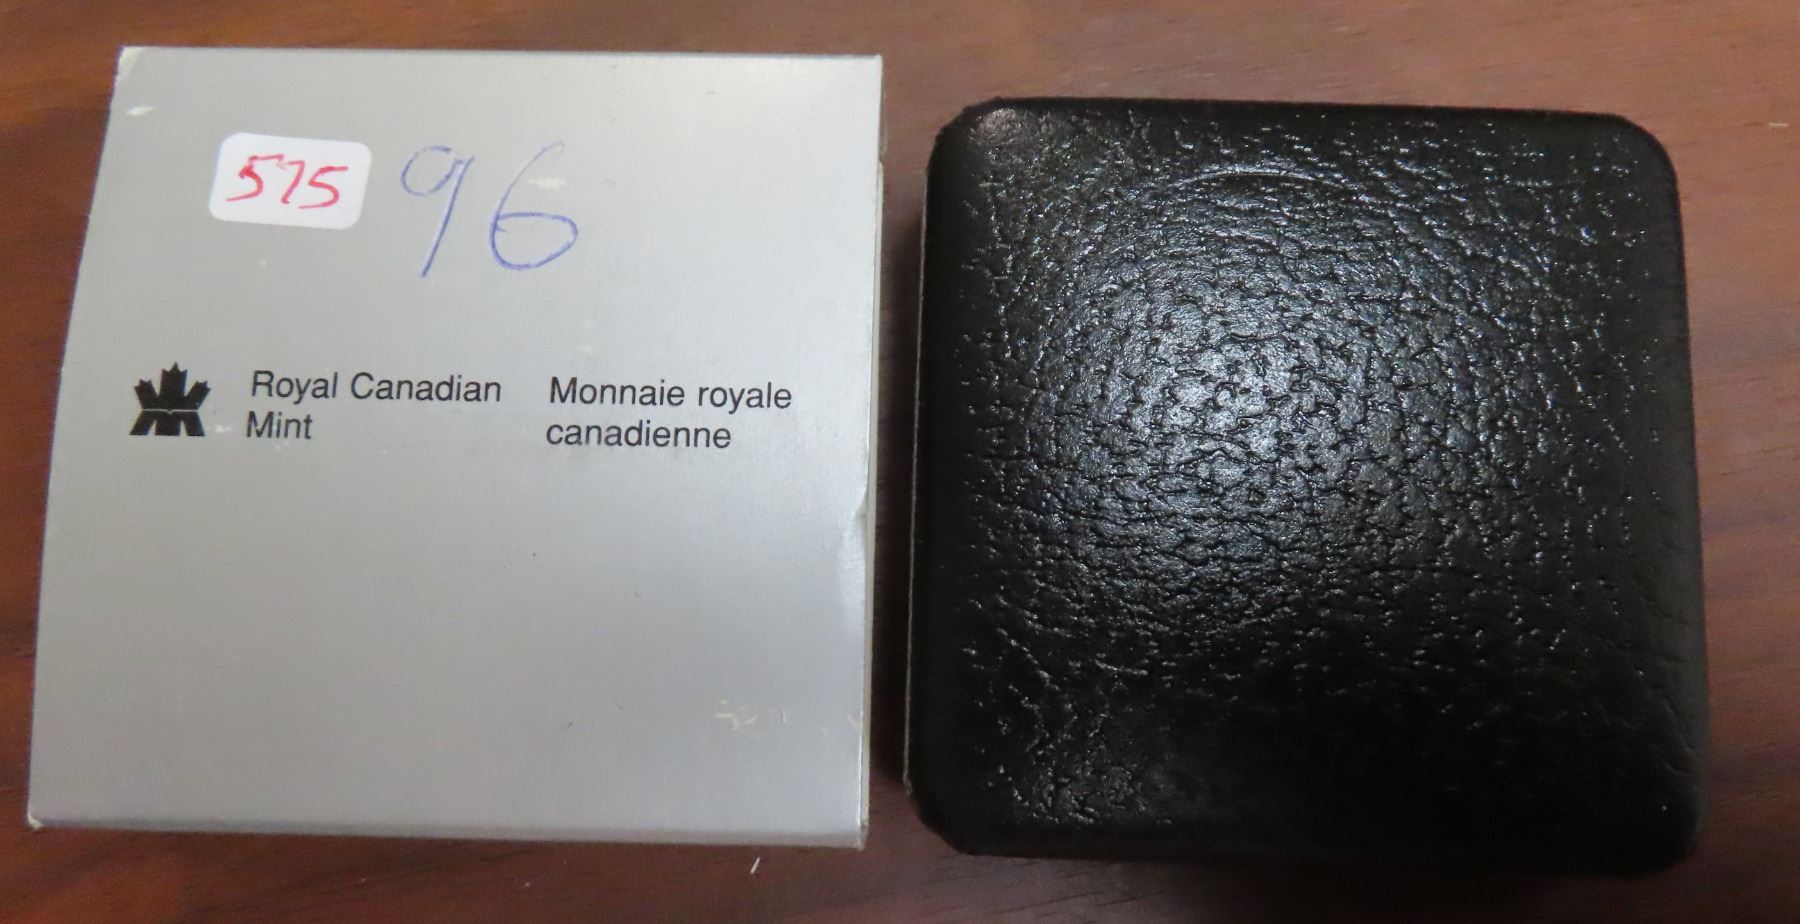 575 96
Royal Canadian Mint
Monnaie royale canadienne